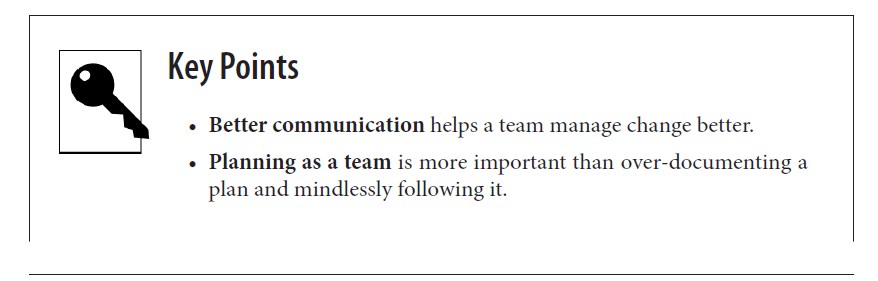 Key Points
• Better communication helps a team manage change better.
• Planning as a team is more important than over-documenting a
plan and mindlessly following it.